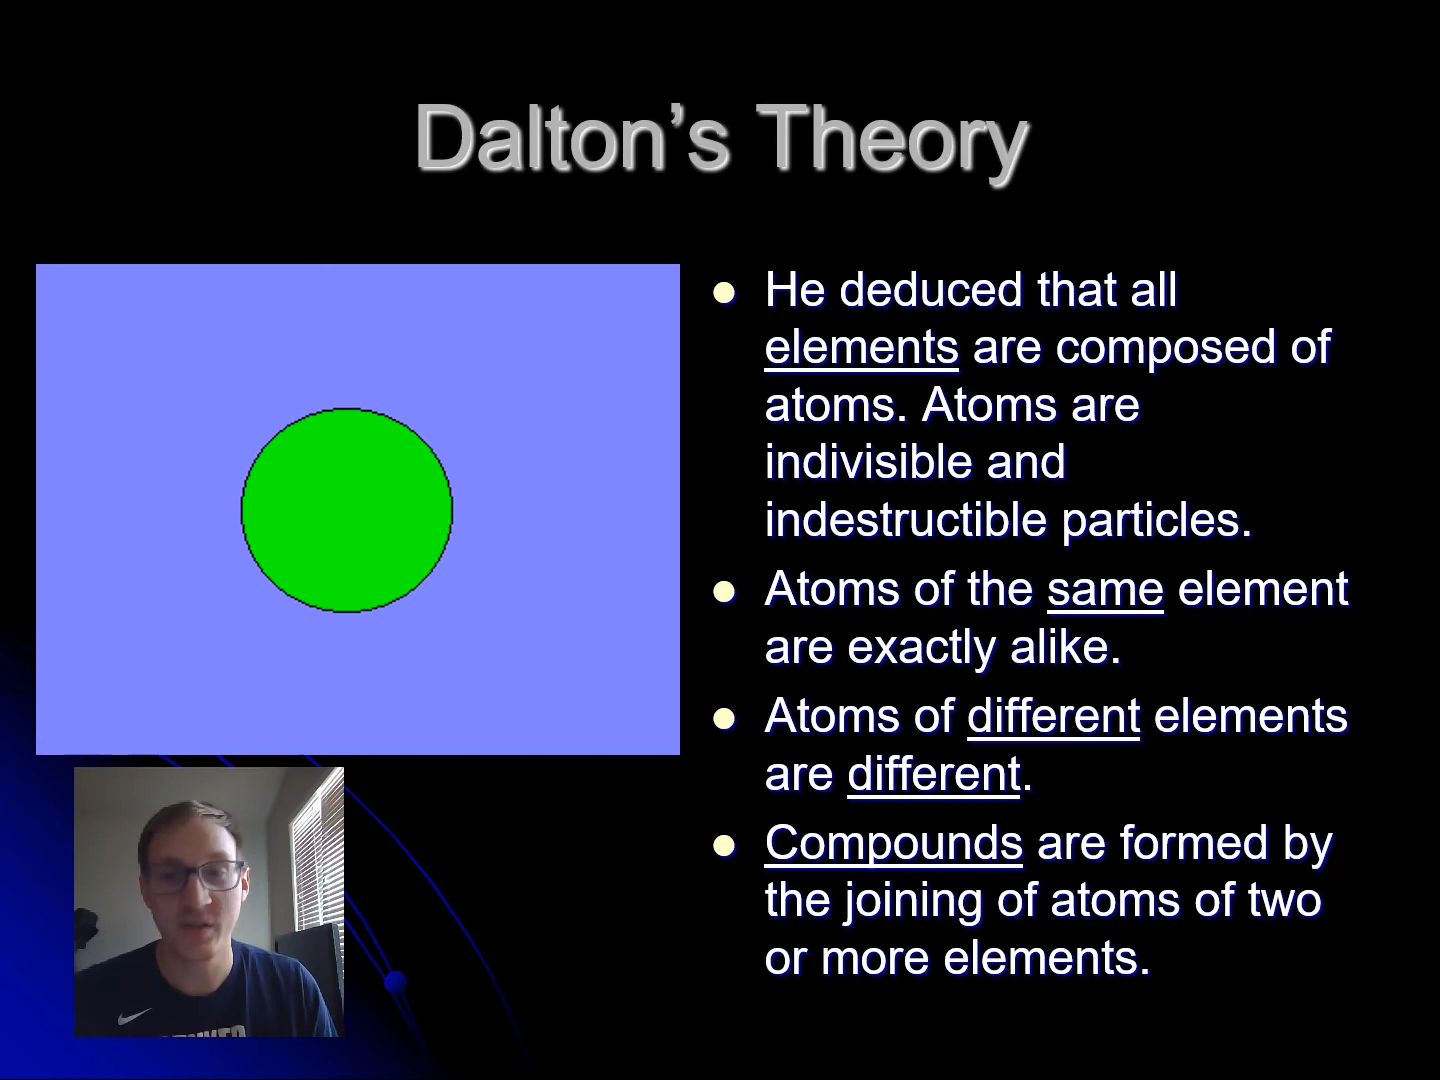 Dalton’s Theory
He deduced that all
elements are composed of
atoms. Atoms are
indivisible and
indestructible particles.
Atoms of the same element
are exactly alike.
Atoms of different elements
are different.
Compounds are formed by
the joining of atoms of two
or more elements.